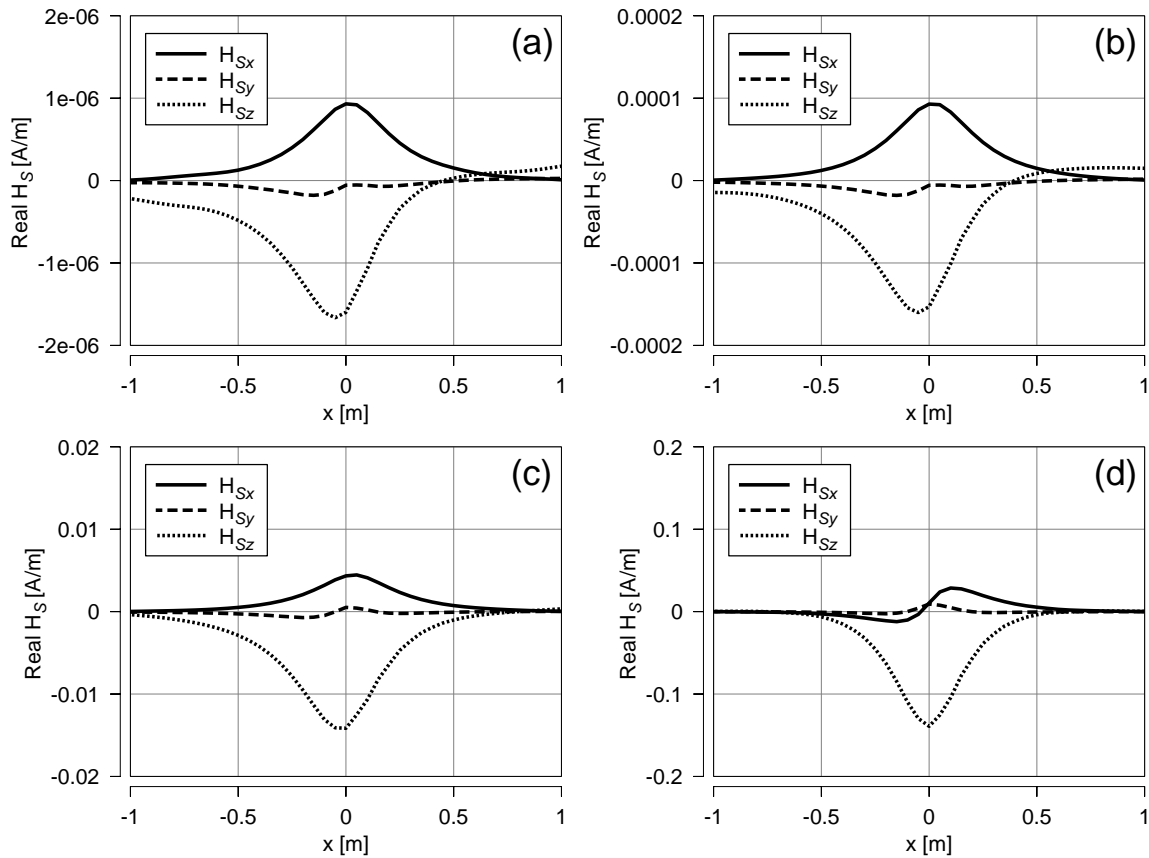 2e-06
1e-06
0
-1e-06
-2e-06
Real H_S [A/m]
H_Sx
H_Sy
H_Sz
(a)
-1 -0.5 0 0.5 1
x [m]
0.0002
0.0001
0
-0.0001
-0.0002
Real H_S [A/m]
H_Sx
H_Sy
H_Sz
(b)
-1 -0.5 0 0.5 1
x [m]
0.02
0.01
0
-0.01
-0.02
Real H_S [A/m]
H_Sx
H_Sy
H_Sz
(c)
-1 -0.5 0 0.5 1
x [m]
0.2
0.1
0
-0.1
-0.2
Real H_S [A/m]
H_Sx
H_Sy
H_Sz
(d)
-1 -0.5 0 0.5 1
x [m]